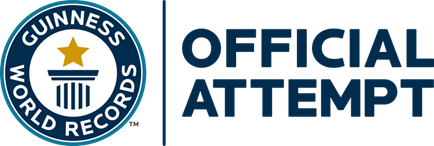 GUINNESS
WORLD RECORDS
™
OFFICIAL
ATTEMPT